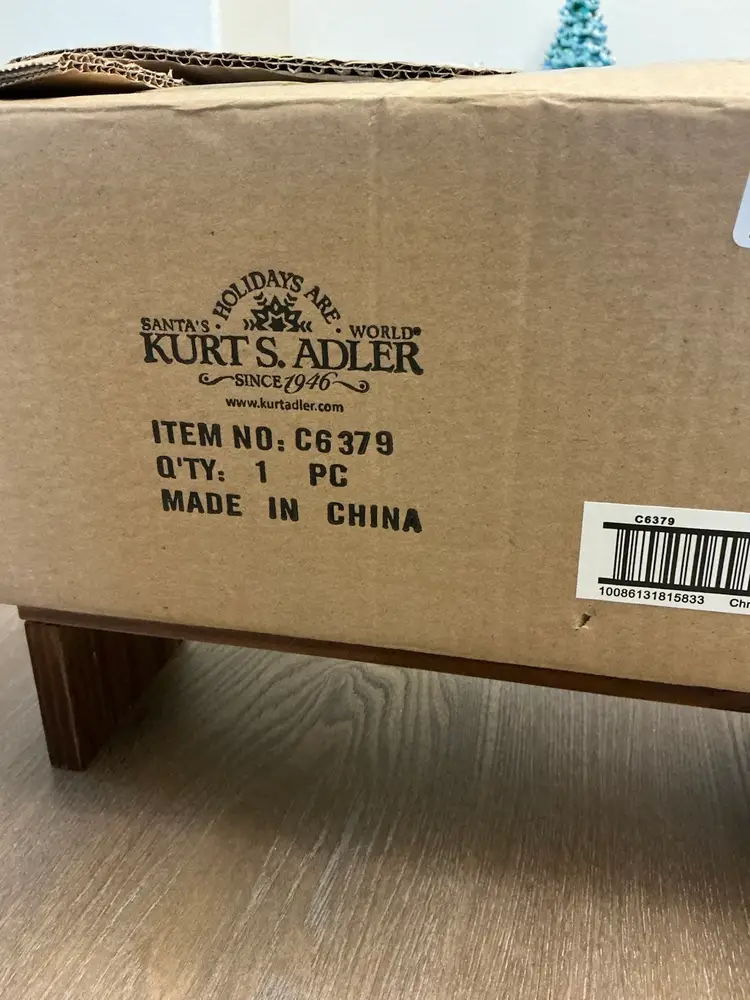 HOLIDAYS ARE
SANTA'S · · WORLD®
KURT S. ADLER
SINCE 1946
www.kurtadler.com
ITEM NO: C6379
Q'TY: 1 PC
MADE IN CHINA
C6379
10086131815833